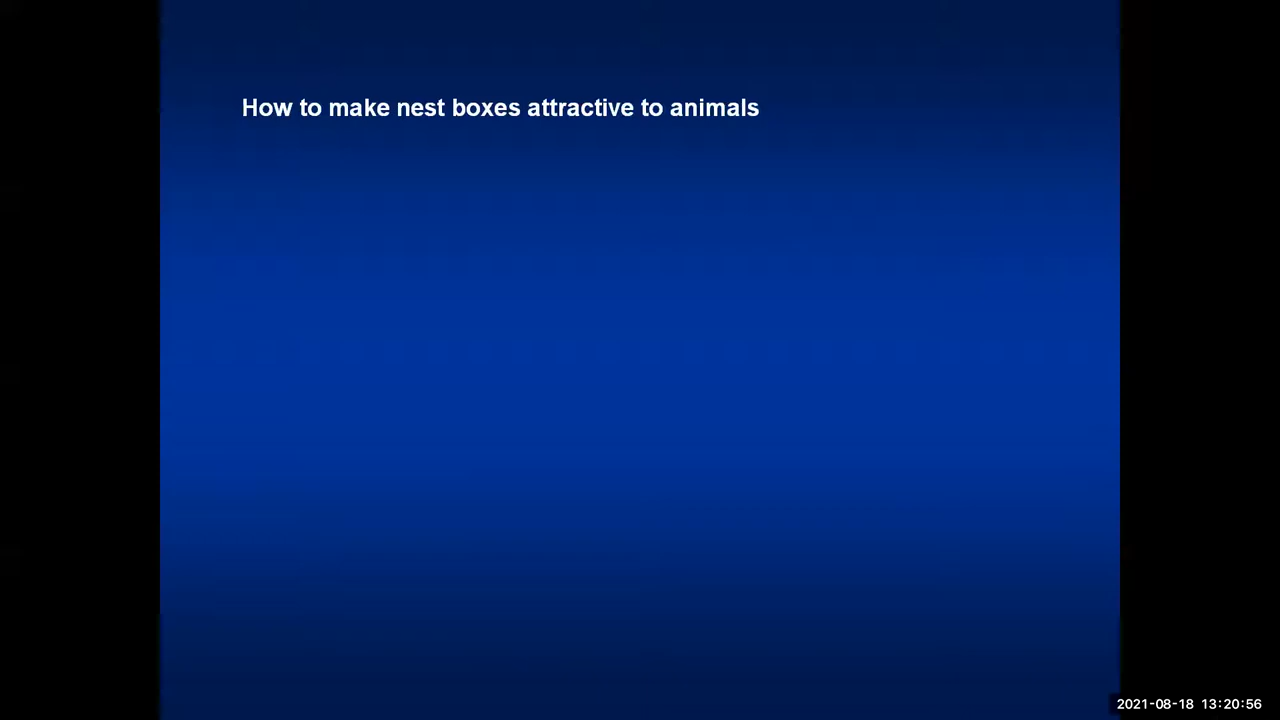 How to make nest boxes attractive to animals
2021-08-18 13:20:56